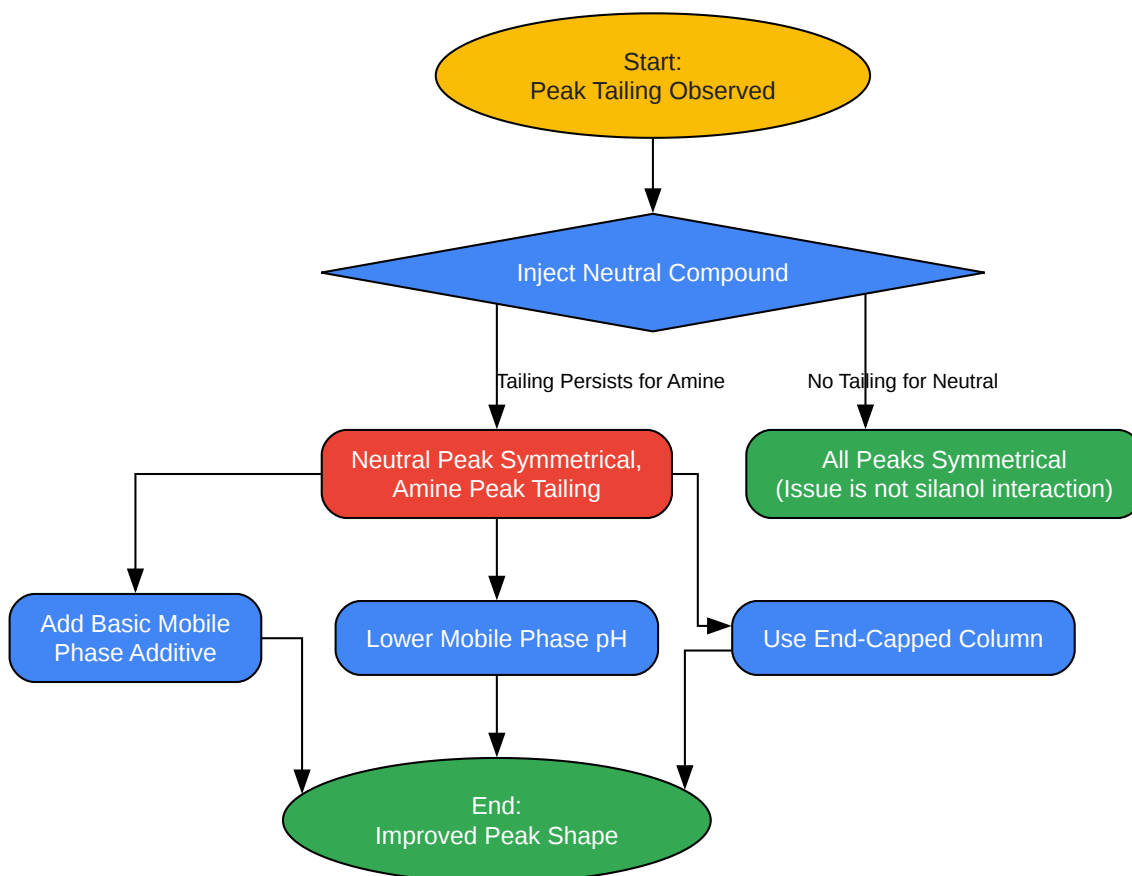 Start:
Peak Tailing Observed
Inject Neutral Compound
Tailing Persists for Amine
No Tailing for Neutral
Neutral Peak Symmetrical,
Amine Peak Tailing
All Peaks Symmetrical
(Issue is not silanol interaction)
Add Basic Mobile
Phase Additive
Lower Mobile Phase pH
Use End-Capped Column
End:
Improved Peak Shape